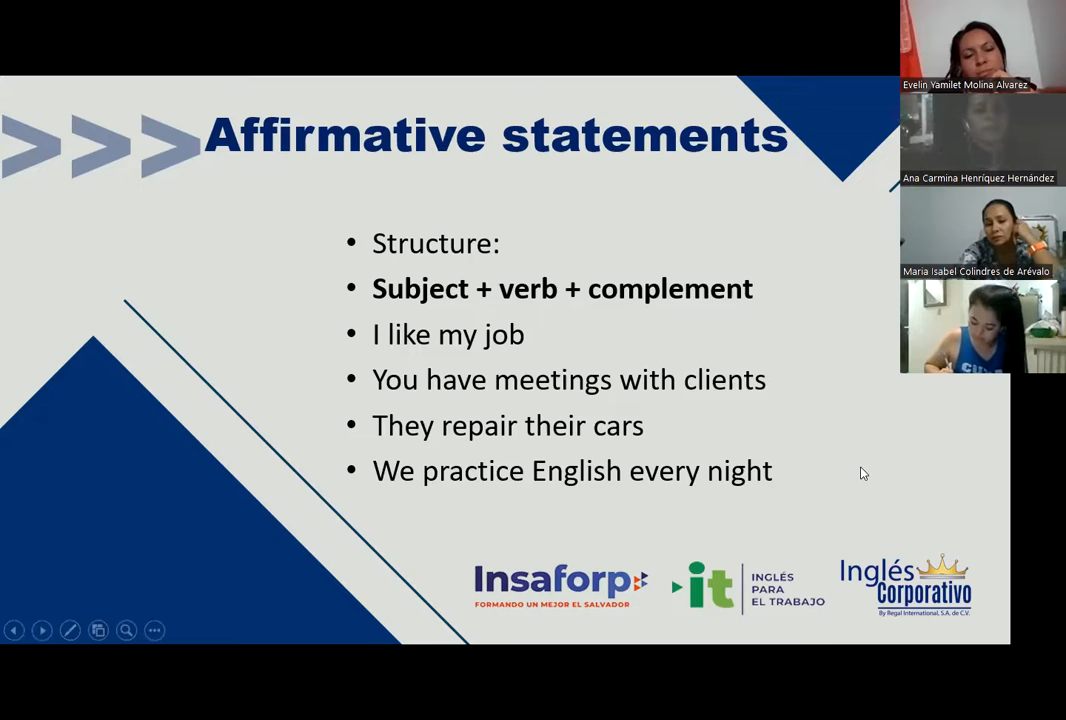 >>> Affirmative statements
• Structure:
• Subject + verb + complement
• I like my job
• You have meetings with clients
• They repair their cars
• We practice English every night
Insaforp
FORMANDO UN MEJOR EL SALVADOR
it
INGLÉS
PARA
EL TRABAJO
Inglés
Corporativo
By Regal International, S.A. de C.V.
Evelin Yamilet Molina Alvarez
Ana Carmina Henríquez Hernández
Maria Isabel Colindres de Arévalo